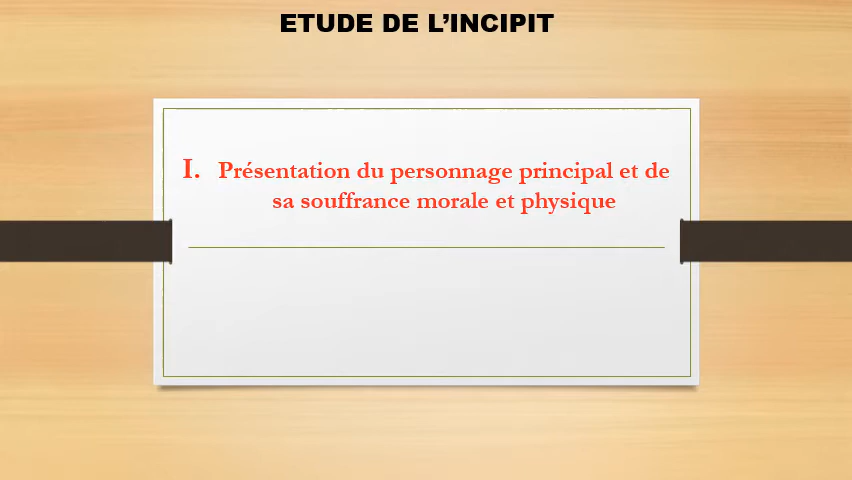 ETUDE DE L’INCIPIT
I. Présentation du personnage principal et de
sa souffrance morale et physique